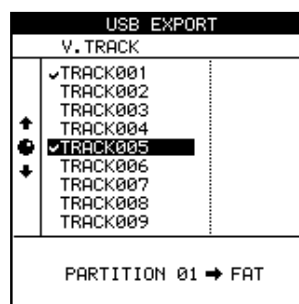 USB EXPORT
V.TRACK
✓TRACK001
TRACK002
TRACK003
TRACK004
✓TRACK005
TRACK006
TRACK007
TRACK008
TRACK009
PARTITION 01 ➔ FAT